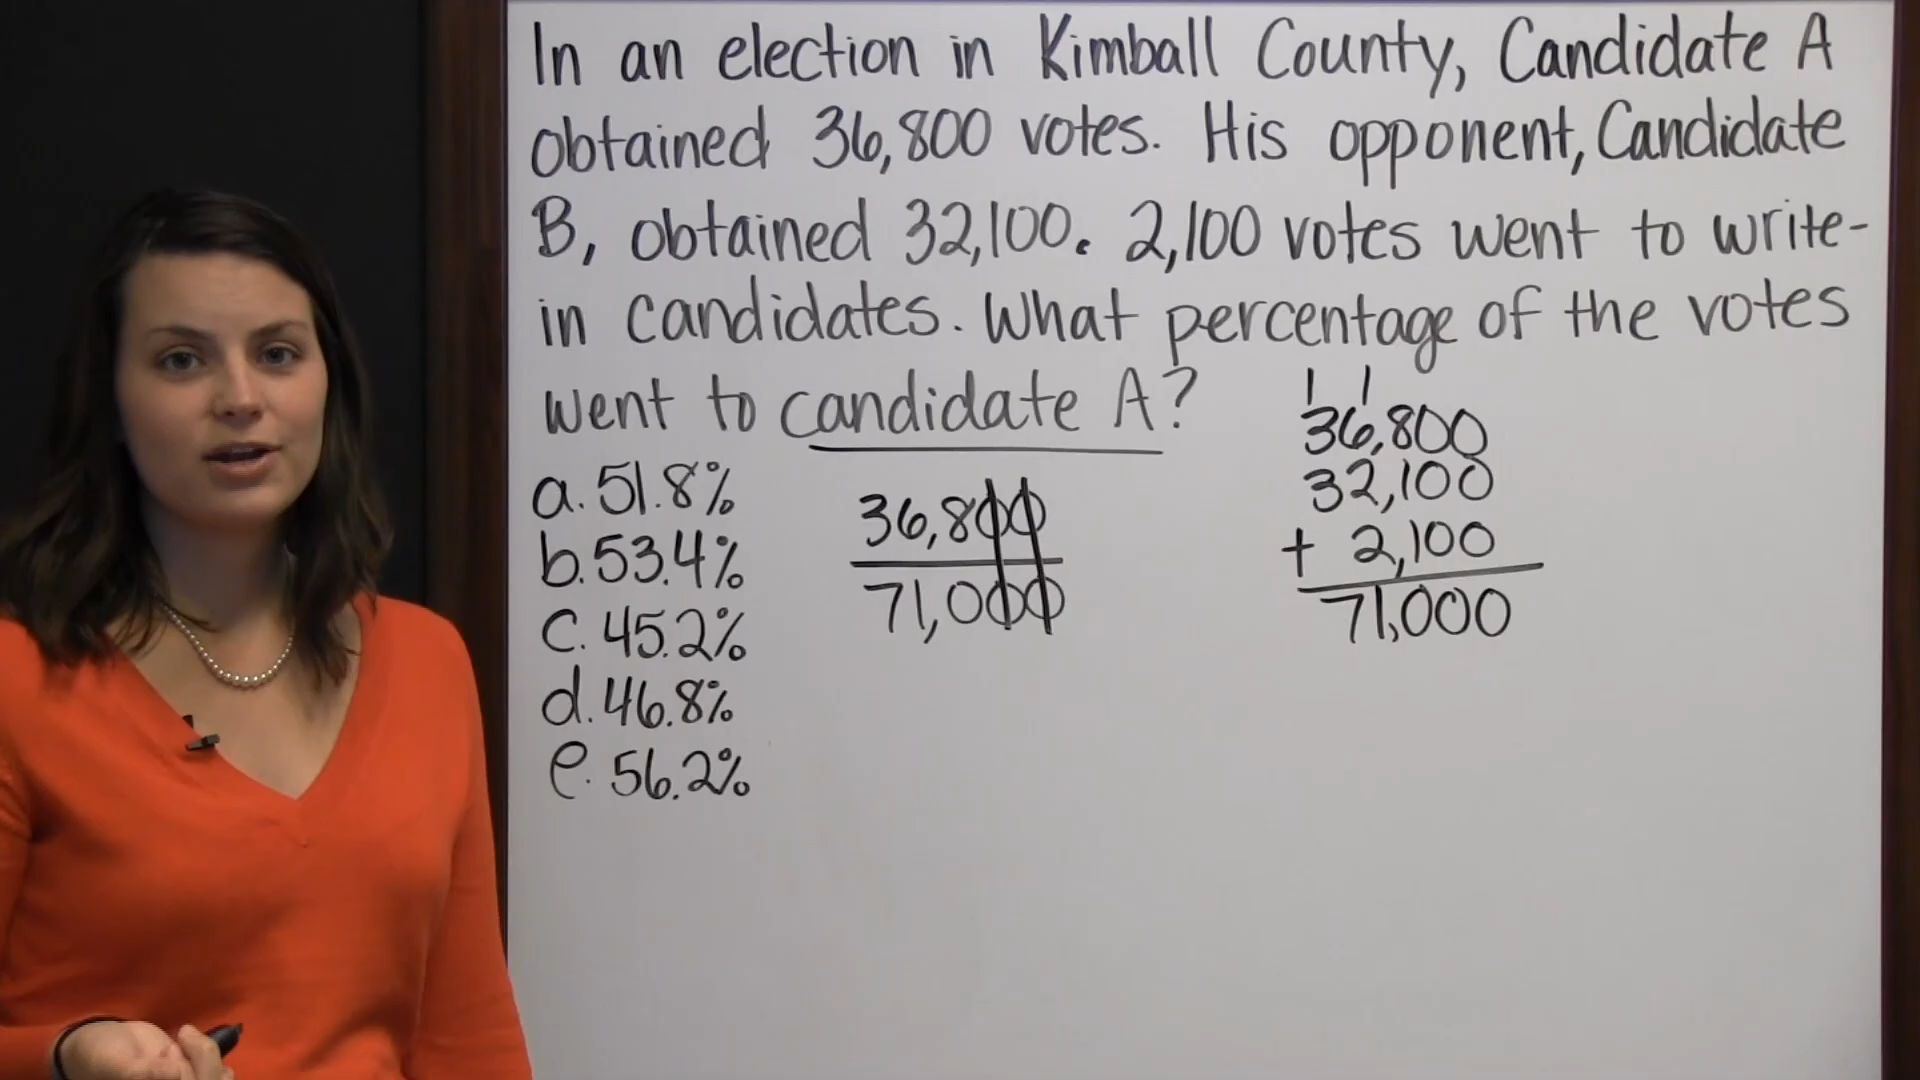 In an election in Kimball County, Candidate A
obtained 36,800 votes. His opponent, Candidate
B, obtained 32,100. 2,100 votes went to write-
in candidates. What percentage of the votes
went to candidate A?
a. 51.8%
b. 53.4%
c. 45.2%
d. 46.8%
e. 56.2%
36,800
71,000
1 1
36,800
32,100
+ 2,100
71,000